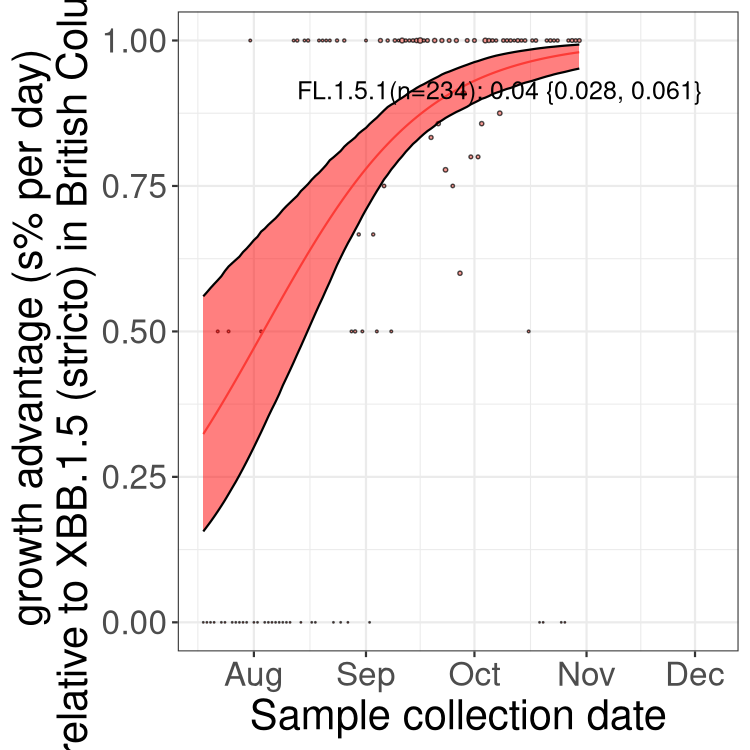 growth advantage (s% per day)
relative to XBB.1.5 (stricto) in British Colu
1.00
0.75
0.50
0.25
0.00
FL.1.5.1(n=234): 0.04 {0.028, 0.061}
Aug Sep Oct Nov Dec
Sample collection date